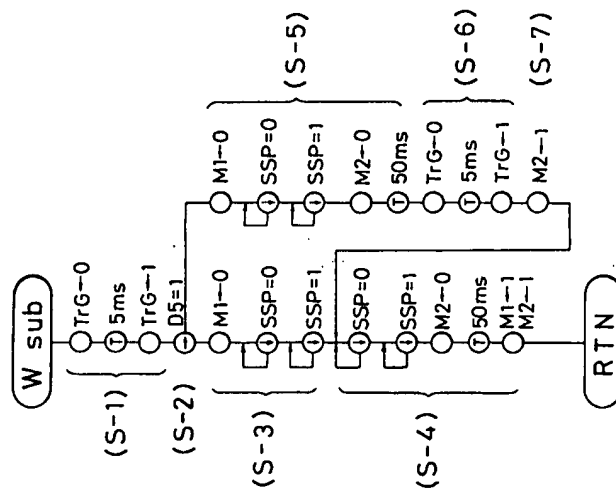 W sub
TrG←0
5ms
TrG←1
D5=1
(S-1)
(S-2)
M1←0
SSP=0
SSP=1
(S-3)
SSP=0
SSP=1
M2←0
50ms
M1←1
M2←1
(S-4)
RTN
M1←0
SSP=0
SSP=1
M2←0
50ms
(S-5)
TrG←0
5ms
TrG←1
(S-6)
M2←1
(S-7)